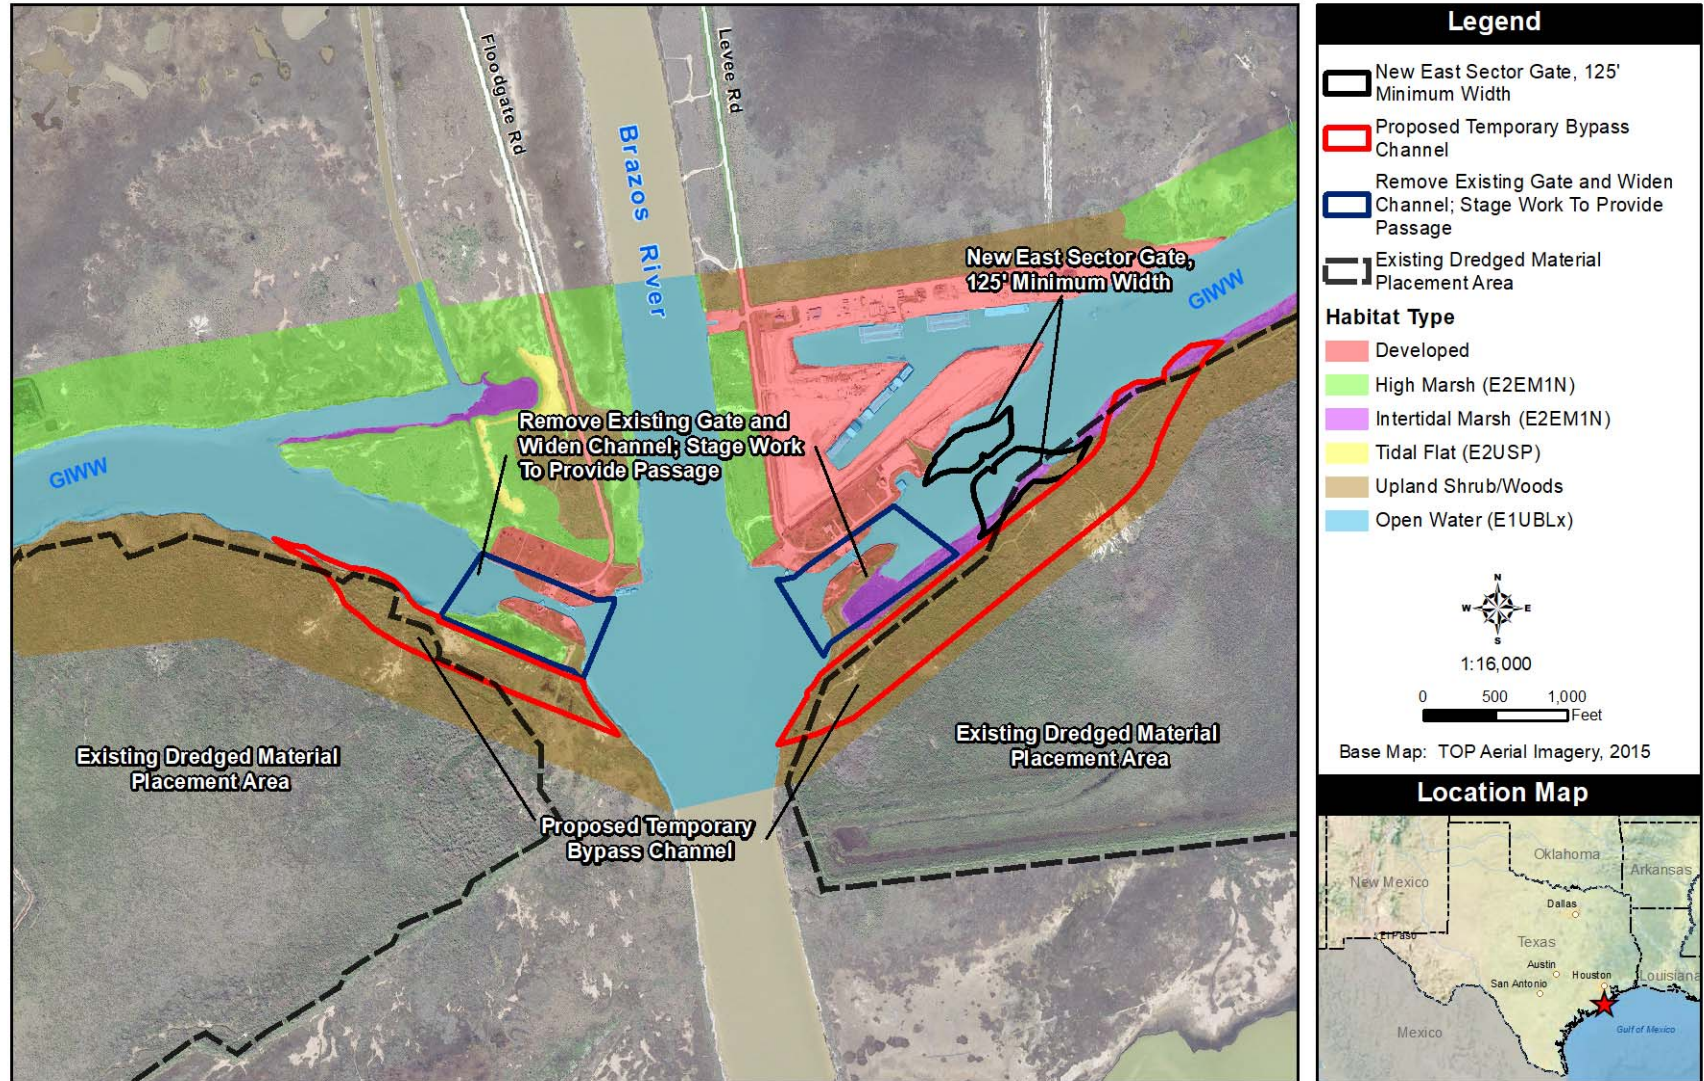 Floodgate Rd
Levee Rd
Brazos River
New East Sector Gate,
125' Minimum Width
GIWW
Remove Existing Gate and
Widen Channel; Stage Work
To Provide Passage
GIWW
Existing Dredged Material
Placement Area
Existing Dredged Material
Placement Area
Proposed Temporary
Bypass Channel
Legend
New East Sector Gate, 125'
Minimum Width
Proposed Temporary Bypass
Channel
Remove Existing Gate and Widen
Channel; Stage Work To Provide
Passage
Existing Dredged Material
Placement Area
Habitat Type
Developed
High Marsh (E2EM1N)
Intertidal Marsh (E2EM1N)
Tidal Flat (E2USP)
Upland Shrub/Woods
Open Water (E1UBLx)
N
W E
S
1:16,000
0 500 1,000
Feet
Base Map: TOP Aerial Imagery, 2015
Location Map
Oklahoma
New Mexico
Arkansas
Dallas
El Paso
Texas
Austin
Houston
San Antonio
Louisiana
Mexico
Gulf of Mexico